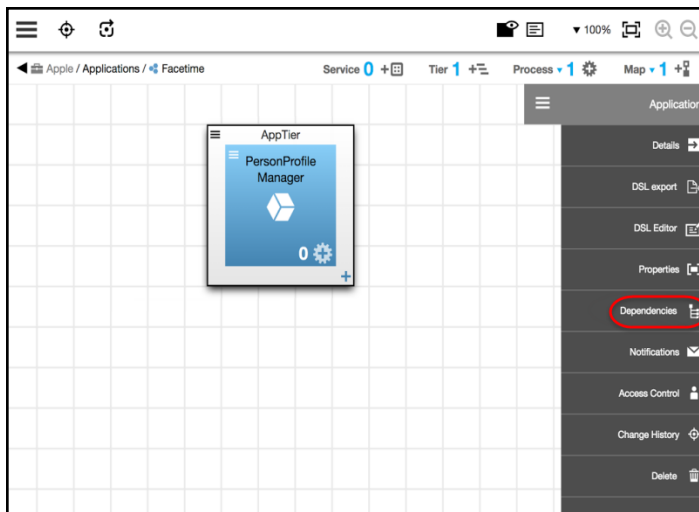 ▼ 100%
Apple / Applications / Facetime
Service 0 + Tier 1 + Process ▾ 1 Map ▾ 1 +
Application
AppTier
PersonProfile
Manager
0
+
Details
DSL export
DSL Editor
Properties
Dependencies
Notifications
Access Control
Change History
Delete